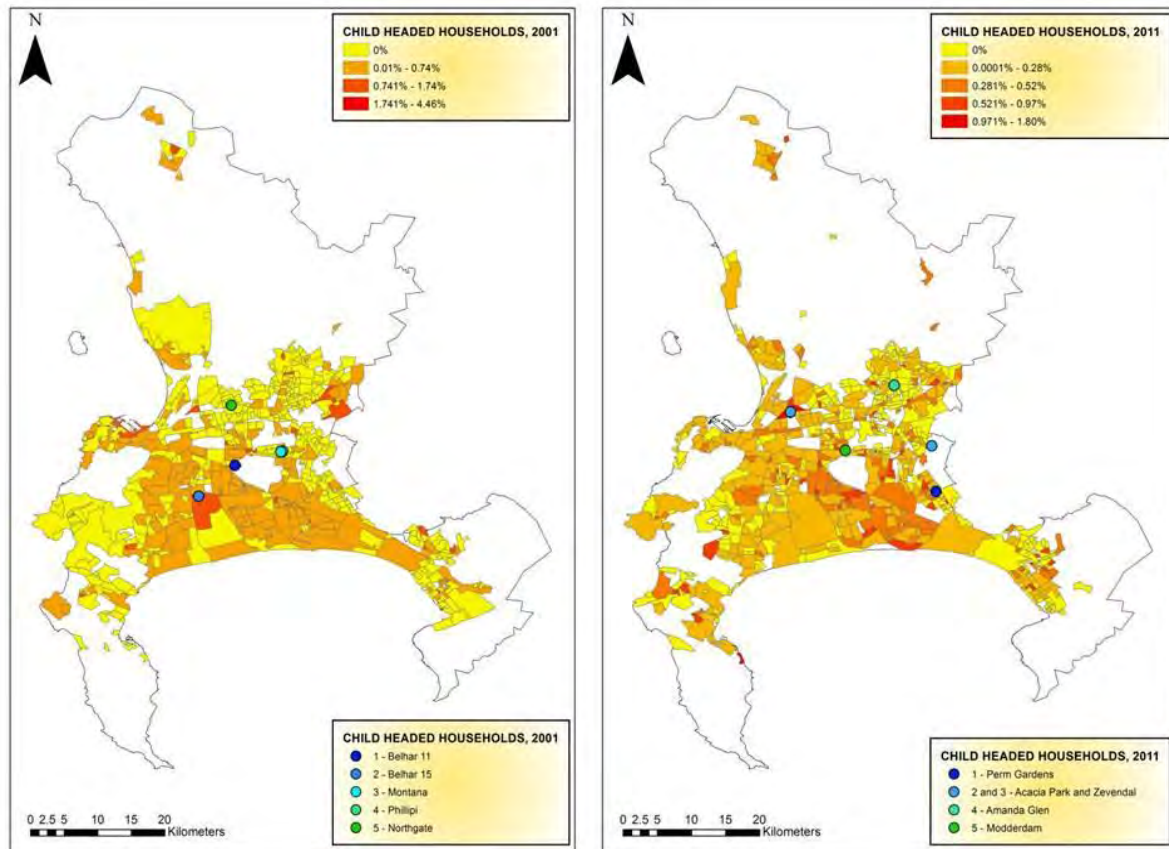 N
CHILD HEADED HOUSEHOLDS, 2001
0%
0.01% - 0.74%
0.741% - 1.74%
1.741% - 4.46%
CHILD HEADED HOUSEHOLDS, 2001
1 - Belhar 11
2 - Belhar 15
3 - Montana
4 - Phillipi
5 - Northgate
0 2.5 5 10 15 20
Kilometers
N
CHILD HEADED HOUSEHOLDS, 2011
0%
0.0001% - 0.28%
0.281% - 0.52%
0.521% - 0.97%
0.971% - 1.80%
CHILD HEADED HOUSEHOLDS, 2011
1 - Perm Gardens
2 and 3 - Acacia Park and Zevendal
4 - Amanda Glen
5 - Modderdam
0 2.5 5 10 15 20
Kilometers